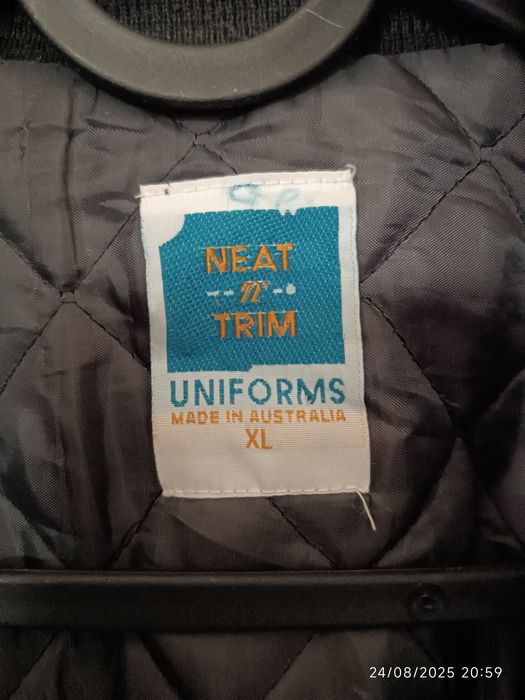 NEAT
'n'
TRIM
UNIFORMS
MADE IN AUSTRALIA
XL
24/08/2025 20:59